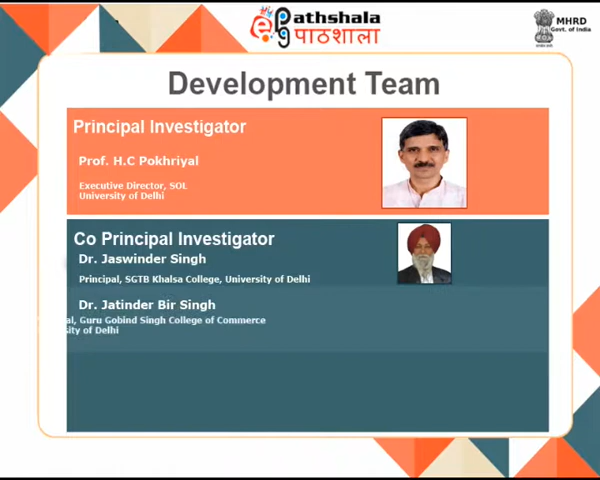 ePathshala
पाठशाला
MHRD
Govt. of India
Development Team
Principal Investigator
Prof. H.C Pokhriyal
Executive Director, SOL
University of Delhi
Co Principal Investigator
Dr. Jaswinder Singh
Principal, SGTB Khalsa College, University of Delhi
Dr. Jatinder Bir Singh
al, Guru Gobind Singh College of Commerce
sity of Delhi